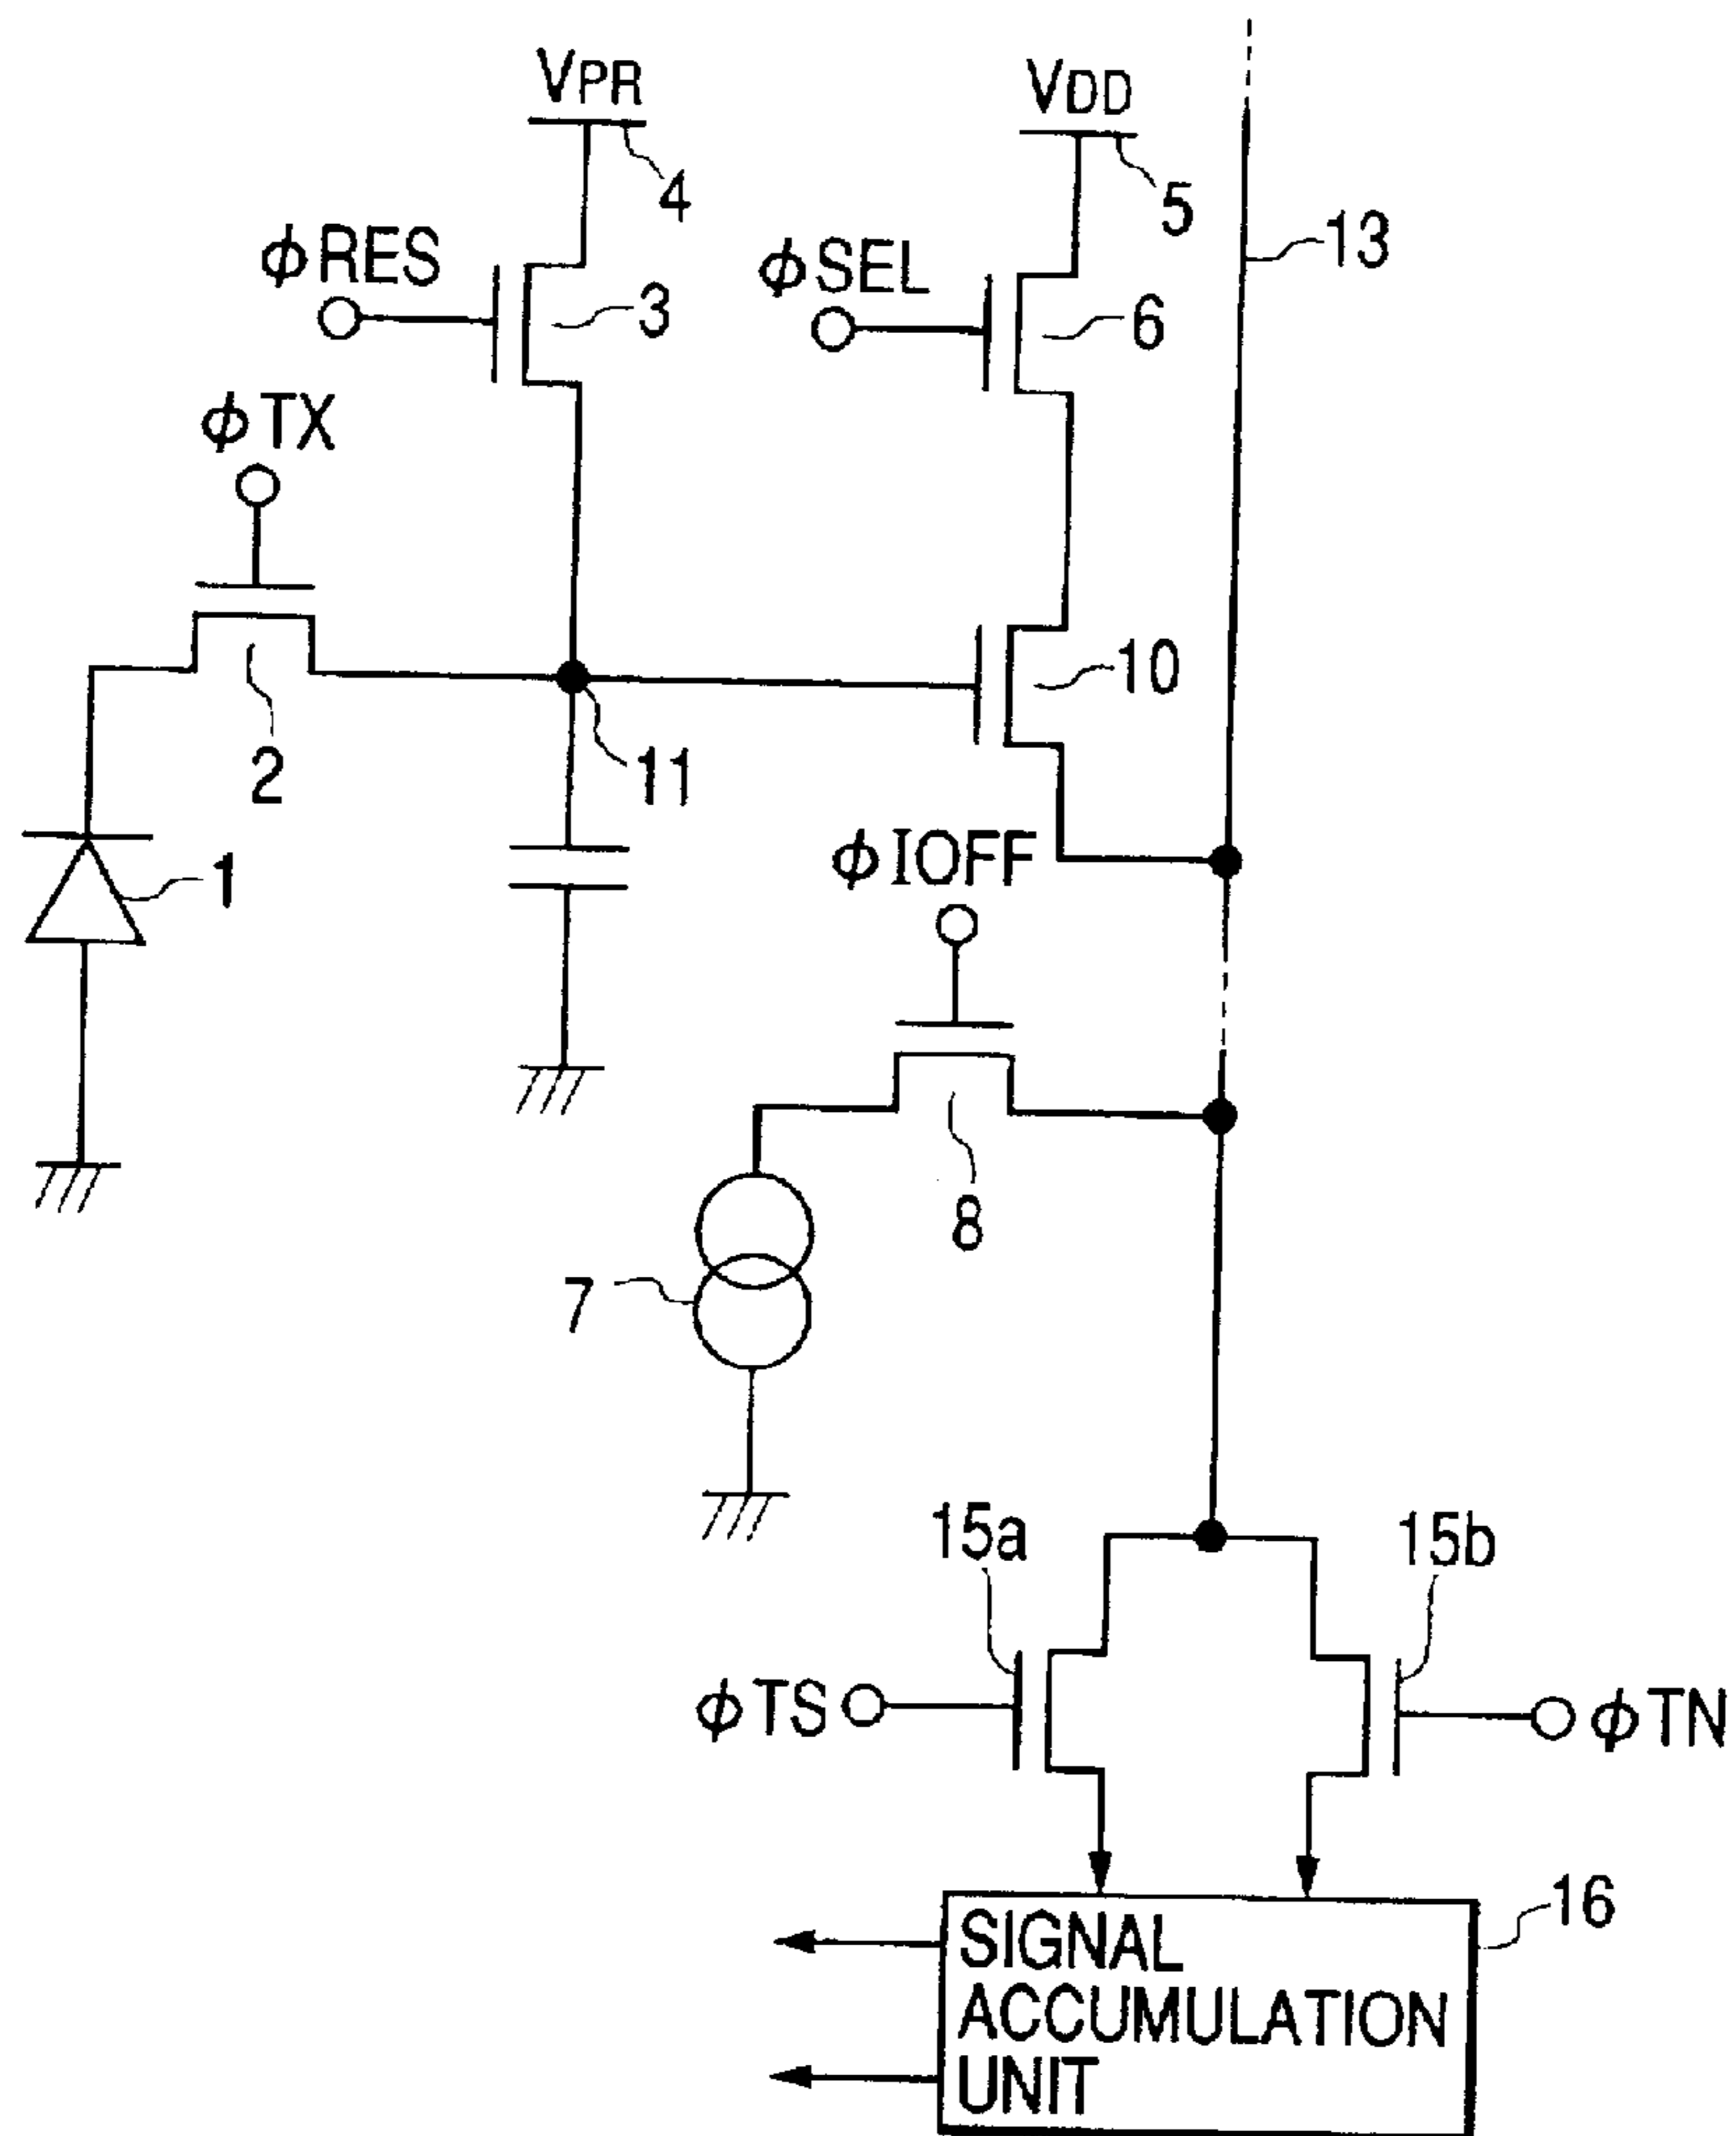 VPR
VDD
4
5
13
φRES
φSEL
3
6
φTX
10
2
11
1
φIOFF
8
7
15a
15b
φTS
φTN
16
SIGNAL
ACCUMULATION
UNIT